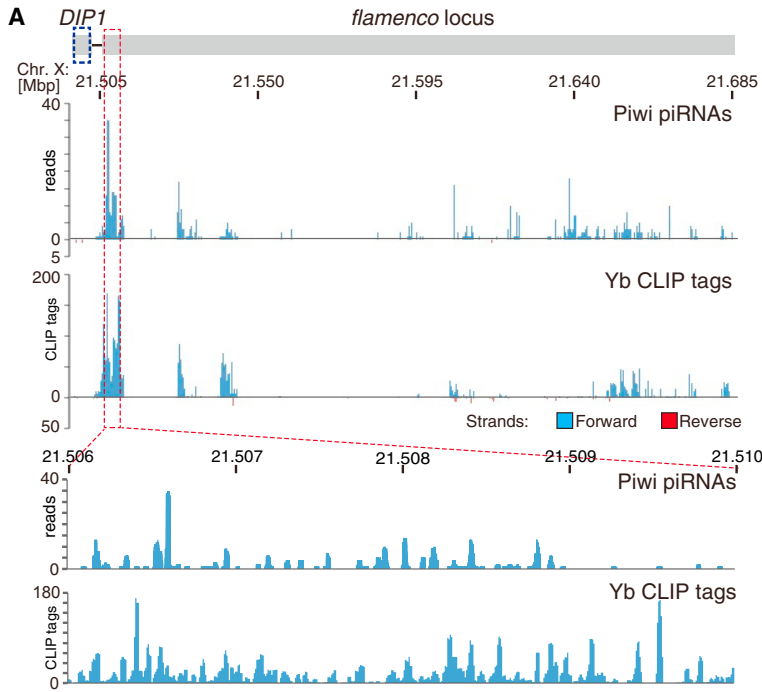 A
DIP1 flamenco locus
Chr. X:
[Mbp]
21.505 21.550 21.595 21.640 21.685
40
Piwi piRNAs
reads
0
5
200
Yb CLIP tags
CLIP tags
0
50
Strands: Forward Reverse
21.506 21.507 21.508 21.509 21.510
40
Piwi piRNAs
reads
0
180
Yb CLIP tags
CLIP tags
0